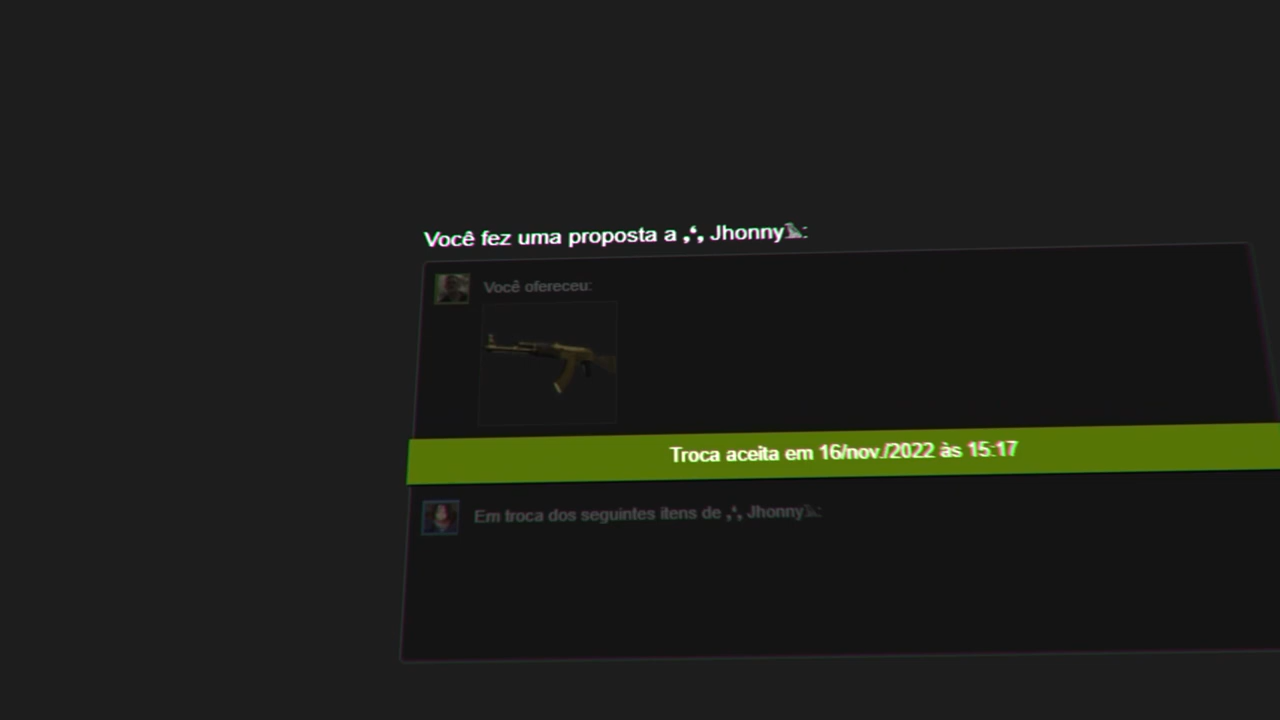 Você fez uma proposta a ,‘, Jhonny:
Você ofereceu:
Troca aceita em 16/nov./2022 às 15:17
Em troca dos seguintes itens de ,‘, Jhonny: